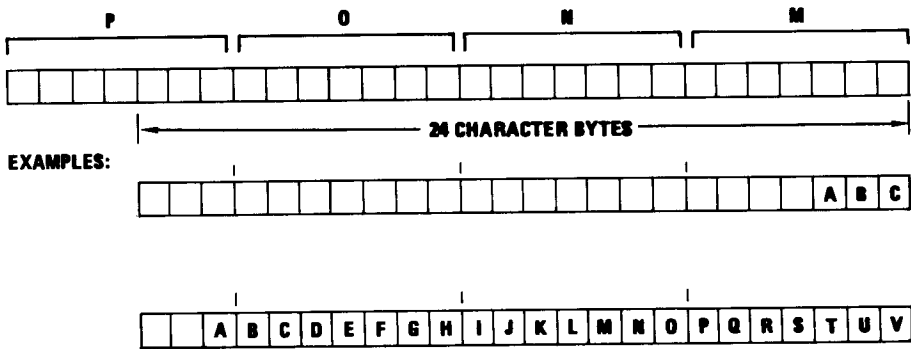 P O N M
24 CHARACTER BYTES
EXAMPLES:
A B C
A B C D E F G H I J K L M N O P Q R S T U V